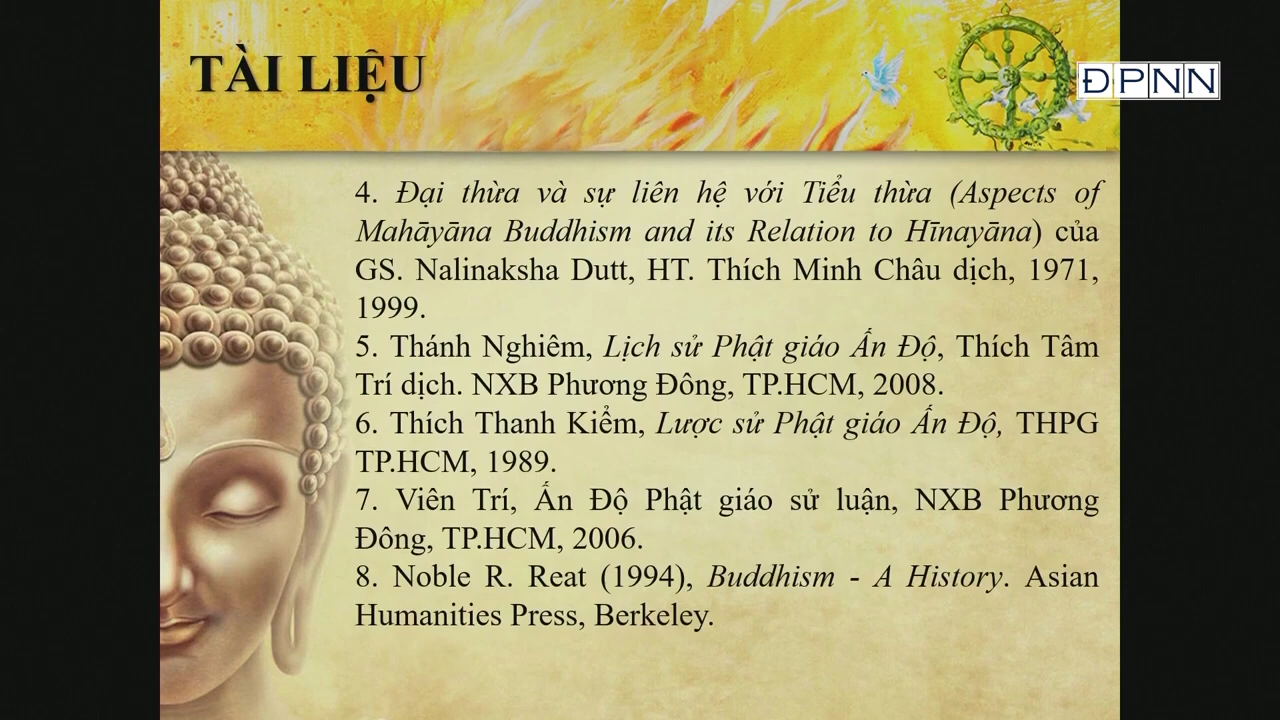 TÀI LIỆU
ĐPNN
4. Đại thừa và sự liên hệ với Tiểu thừa (Aspects of
Mahāyāna Buddhism and its Relation to Hīnayāna) của
GS. Nalinaksha Dutt, HT. Thích Minh Châu dịch, 1971,
1999.
5. Thánh Nghiêm, Lịch sử Phật giáo Ấn Độ, Thích Tâm
Trí dịch. NXB Phương Đông, TP.HCM, 2008.
6. Thích Thanh Kiểm, Lược sử Phật giáo Ấn Độ, THPG
TP.HCM, 1989.
7. Viên Trí, Ấn Độ Phật giáo sử luận, NXB Phương
Đông, TP.HCM, 2006.
8. Noble R. Reat (1994), Buddhism - A History. Asian
Humanities Press, Berkeley.